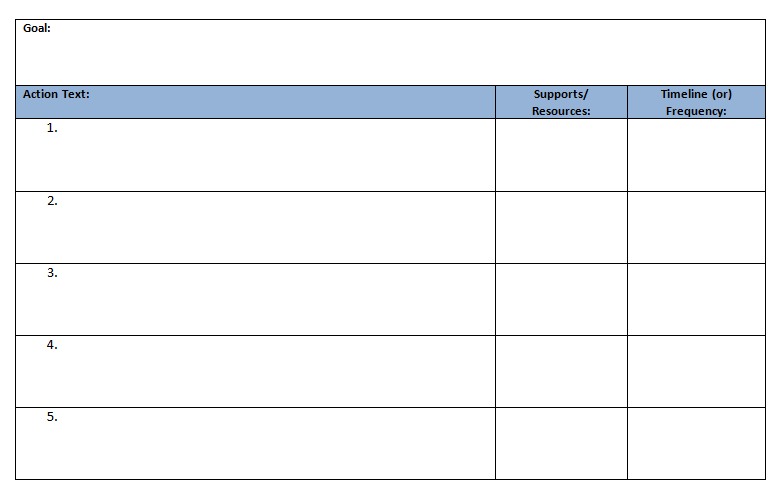 Goal:
Action Text:
Supports/
Resources:
Timeline (or)
Frequency:
1.
2.
3.
4.
5.